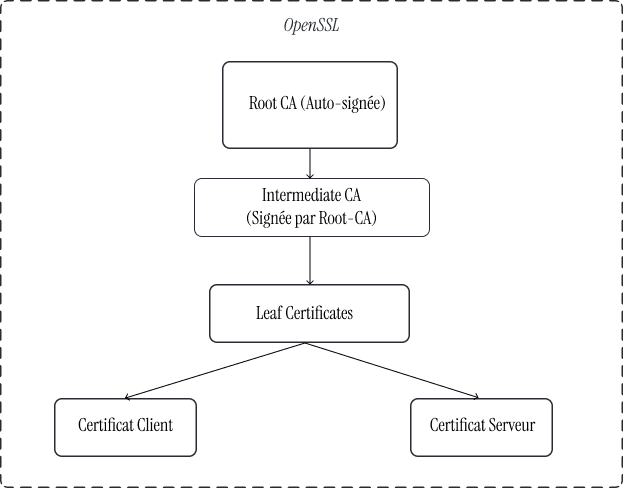 OpenSSL
Root CA (Auto-signée)
Intermediate CA
(Signée par Root-CA)
Leaf Certificates
Certificat Client
Certificat Serveur